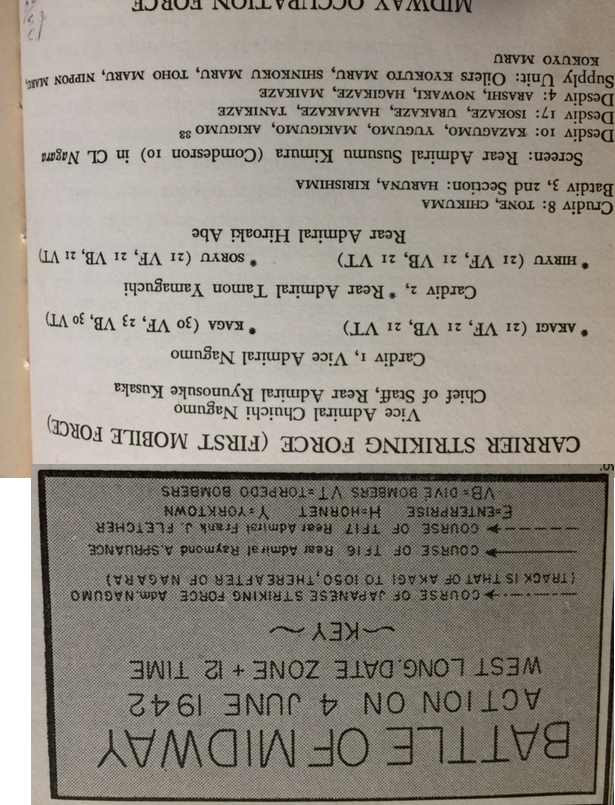 BATTLE OF MIDWAY
ACTION ON 4 JUNE 1942
WEST LONG. DATE ZONE +12 TIME
~KEY~
COURSE OF JAPANESE STRIKING FORCE Adm. NAGUMO
(TRACK IS THAT OF AKAGI TO 1050, THEREAFTER OF NAGARA)
COURSE OF TF16 Rear Admiral Raymond A. SPRUANCE
COURSE OF TF17 Rear Admiral Frank J. FLETCHER
E=ENTERPRISE H=HORNET Y=YORKTOWN
VB= DIVE BOMBERS VT=TORPEDO BOMBERS
CARRIER STRIKING FORCE (FIRST MOBILE FORCE)
Vice Admiral Chuichi Nagumo
Chief of Staff, Rear Admiral Ryunosuke Kusaka
Cardiv 1, Vice Admiral Nagumo
* AKAGI (21 VF, 21 VB, 21 VT) * KAGA (30 VF, 23 VB, 30 VT)
Cardiv 2, * Rear Admiral Tamon Yamaguchi
* HIRYU (21 VF, 21 VB, 21 VT) * SORYU (21 VF, 21 VB, 21 VT)
Rear Admiral Hiroaki Abe
Crudiv 8: TONE, CHIKUMA
Batdiv 3, 2nd Section: HARUNA, KIRISHIMA
Screen: Rear Admiral Susumu Kimura (Comdesron 10) in CL Nagara
Desdiv 10: KAZAGUMO, YUGUMO, MAKIGUMO, AKIGUMO 38
Desdiv 17: ISOKAZE, URAKAZE, HAMAKAZE, TANIKAZE
Desdiv 4: ARASHI, NOWAKI, HAGIKAZE, MAIKAZE
Supply Unit: Oilers KYOKUTO MARU, SHINKOKU MARU, TOHO MARU, NIPPON MARU,
KOKUYO MARU
MIDWAY OCCUPATION FORCE